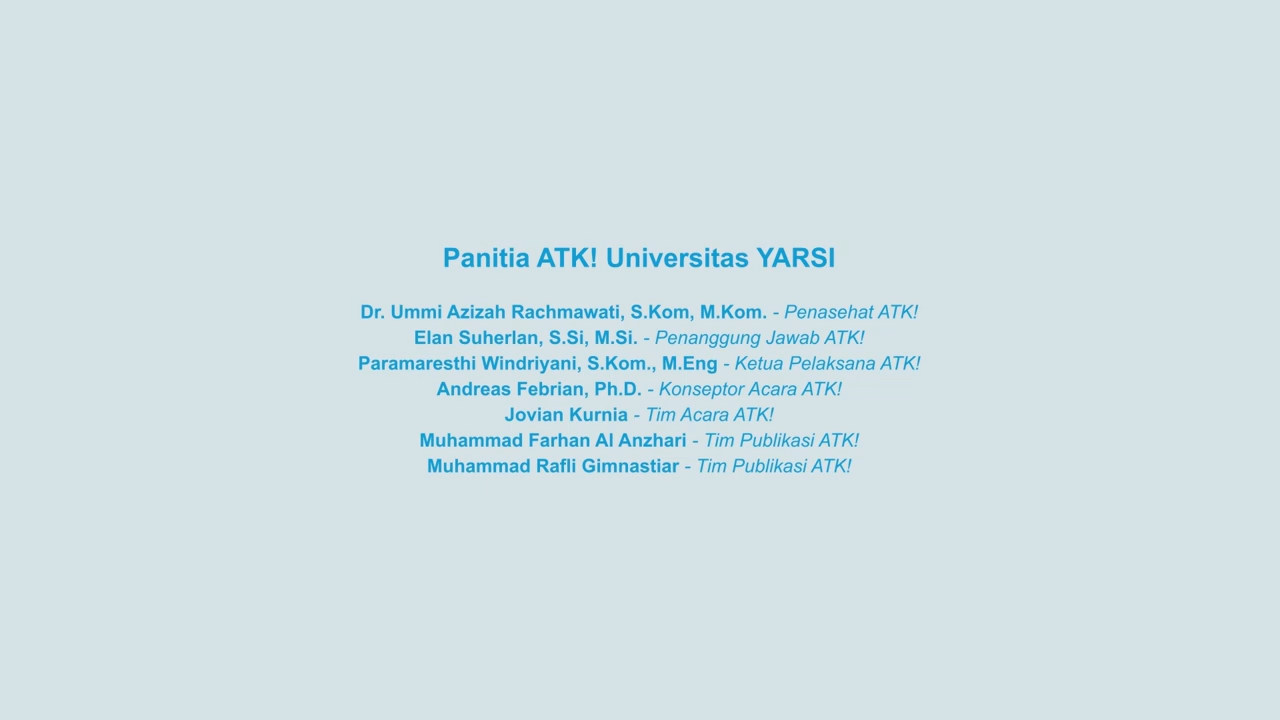 Panitia ATK! Universitas YARSI
Dr. Ummi Azizah Rachmawati, S.Kom, M.Kom. - Penasehat ATK!
Elan Suherlan, S.Si, M.Si. - Penanggung Jawab ATK!
Paramaresthi Windriyani, S.Kom., M.Eng - Ketua Pelaksana ATK!
Andreas Febrian, Ph.D. - Konseptor Acara ATK!
Jovian Kurnia - Tim Acara ATK!
Muhammad Farhan Al Anzhari - Tim Publikasi ATK!
Muhammad Rafli Gimnastiar - Tim Publikasi ATK!